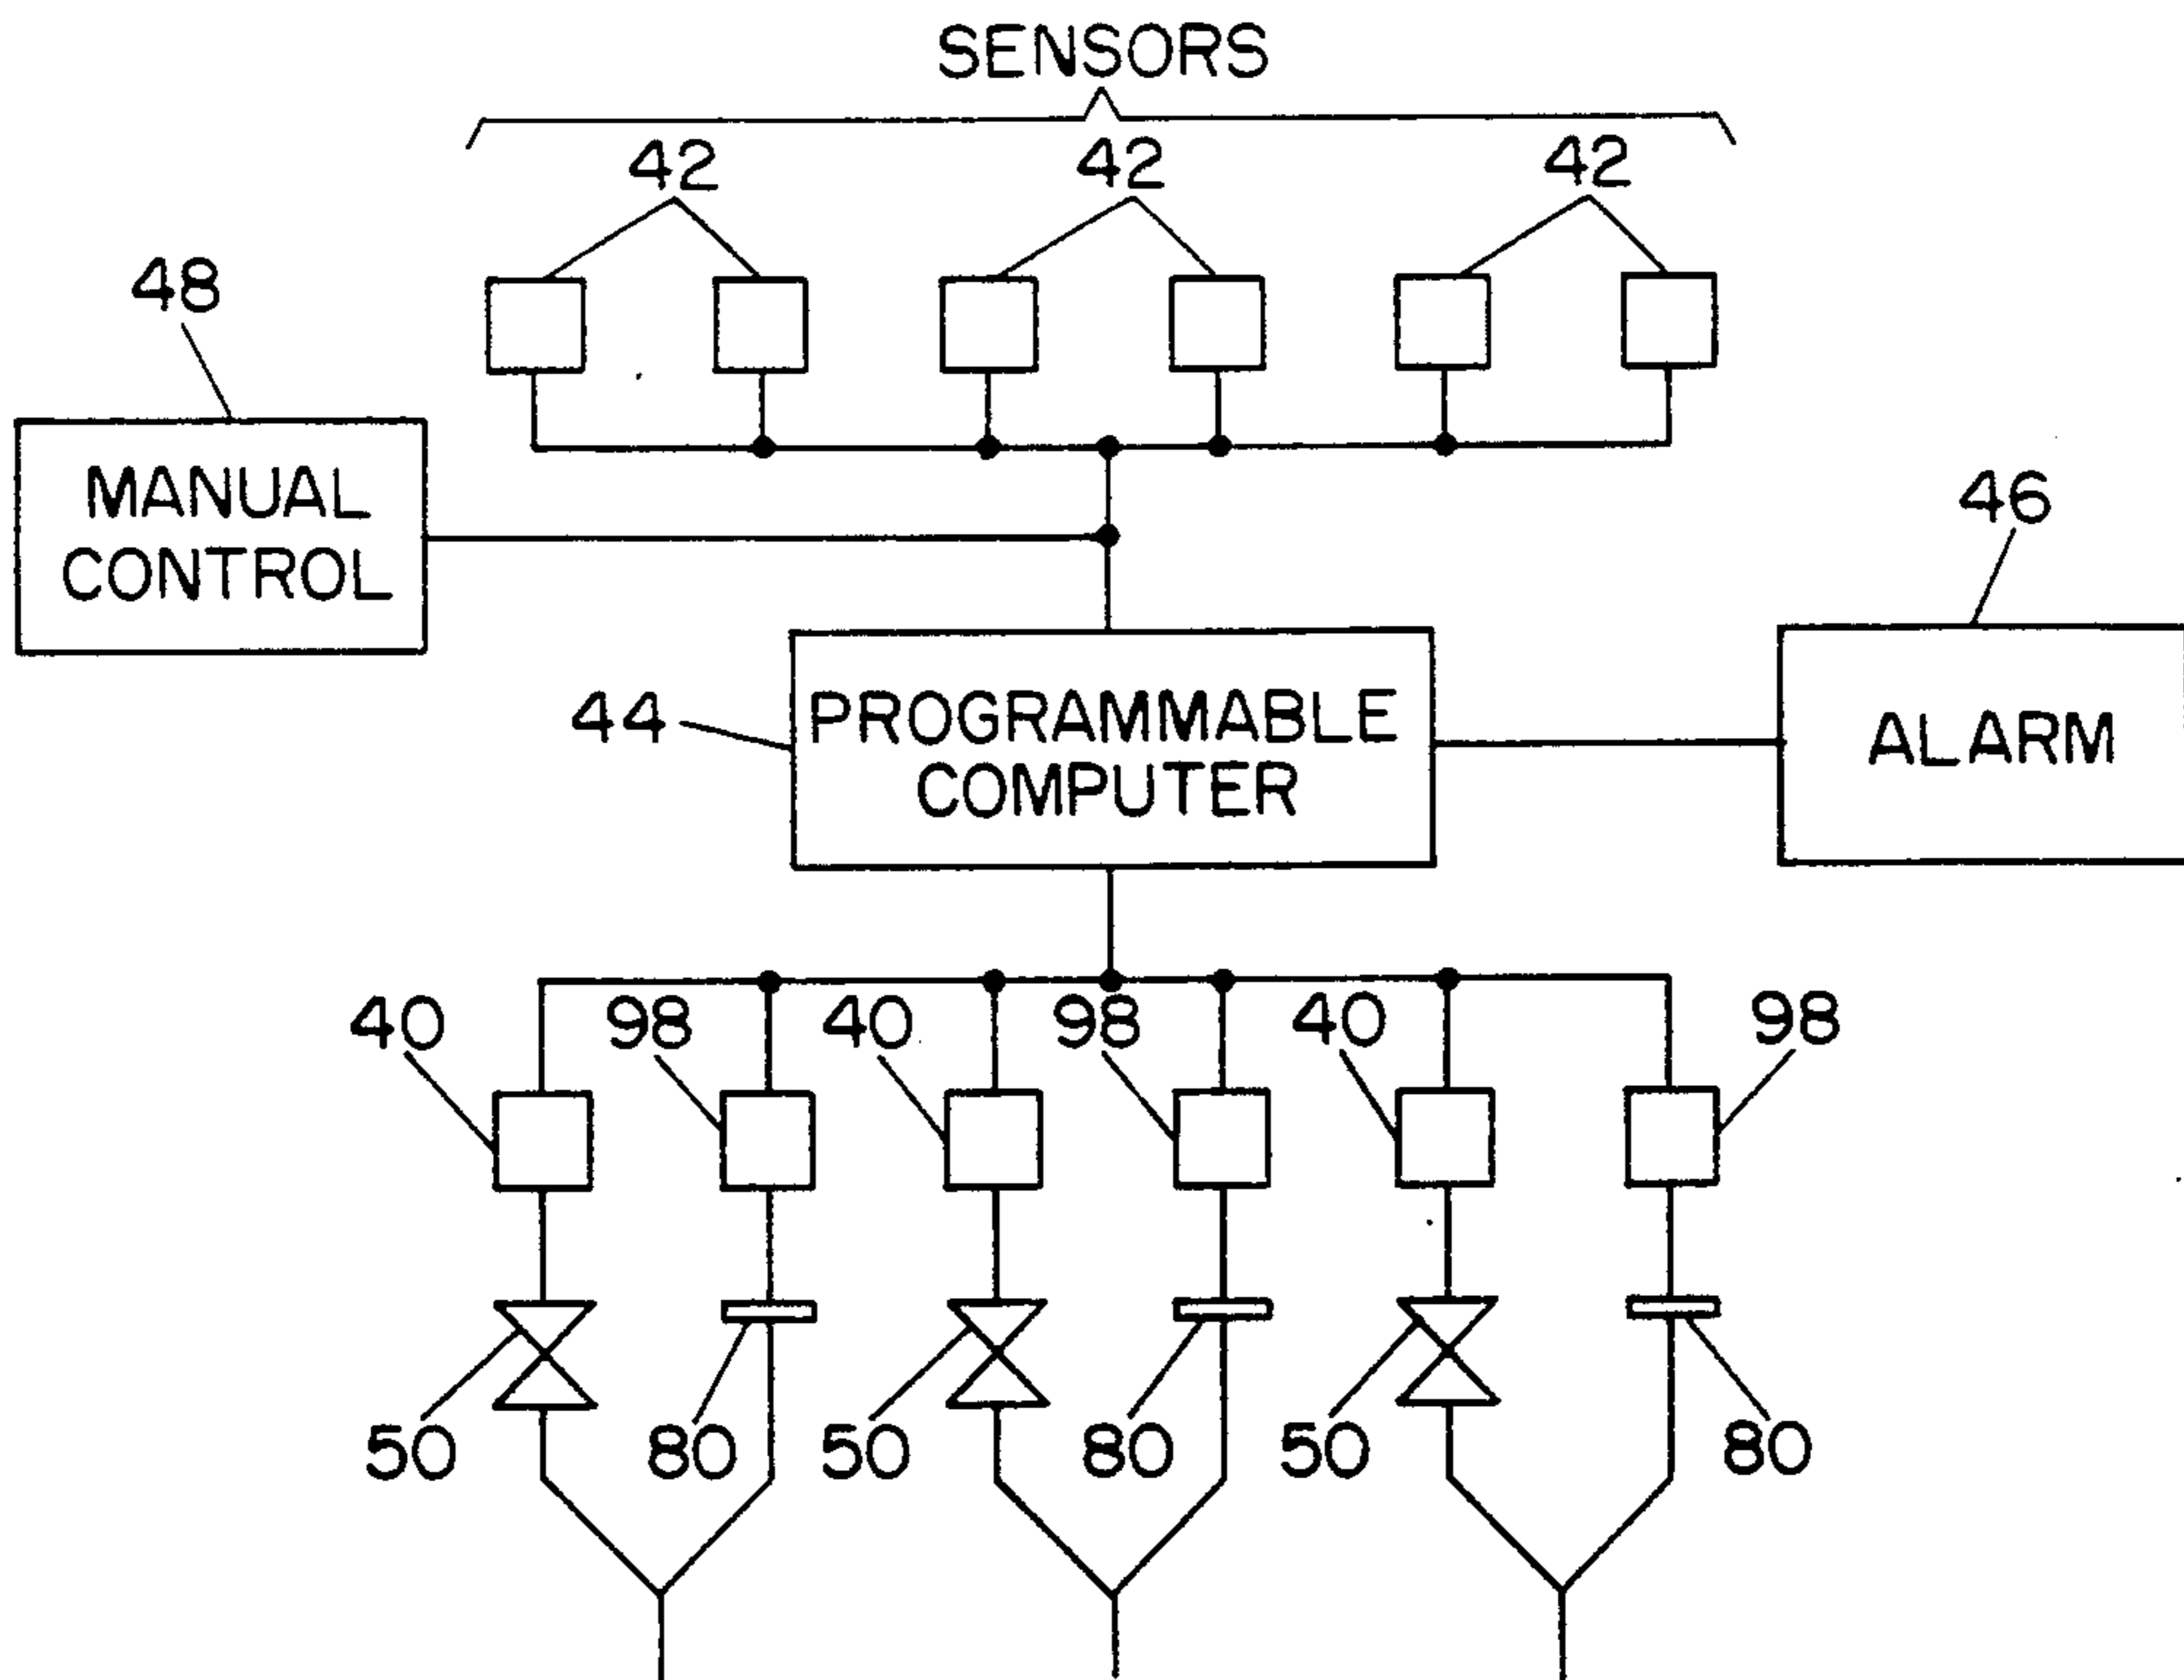 SENSORS
42 42 42
48
MANUAL
CONTROL
46
44
PROGRAMMABLE
COMPUTER
ALARM
40 98 40 98 40 98
50 80 50 80 50 80